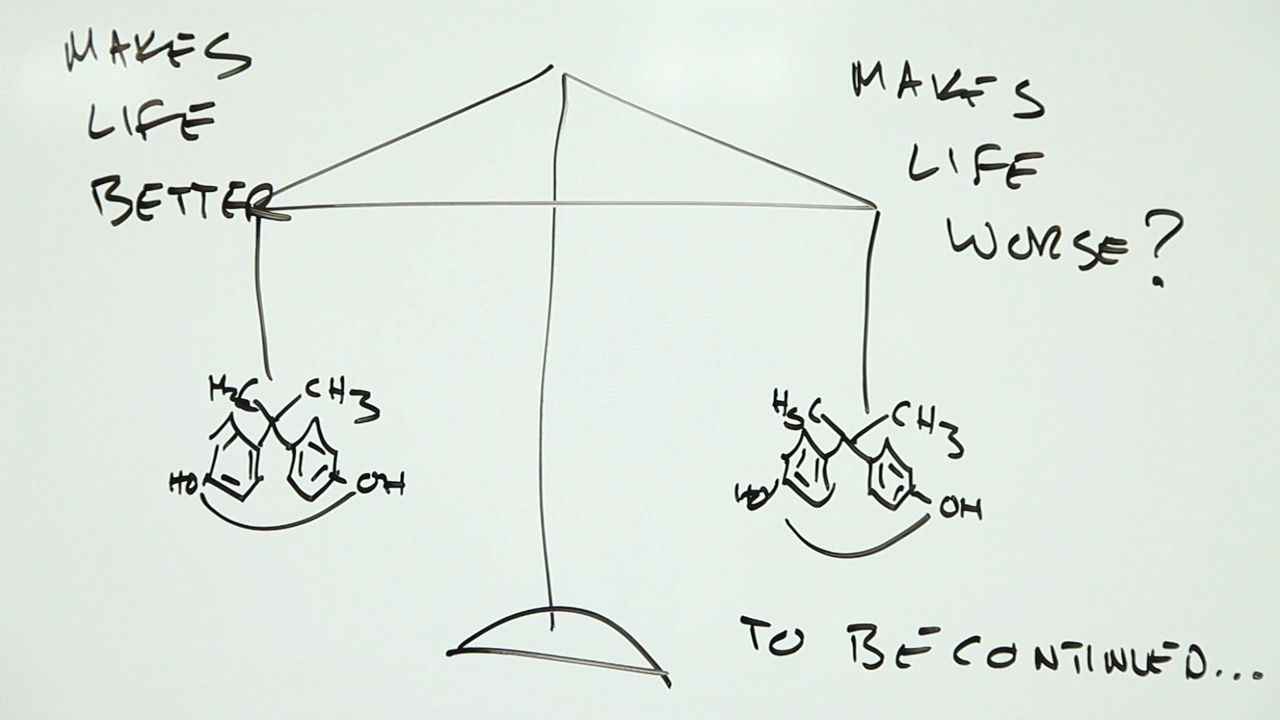 MAKES
LIFE
BETTER
MAKES
LIFE
WORSE?
H3C CH3
HO OH
H3C CH3
HO OH
TO BE CONTINUED...